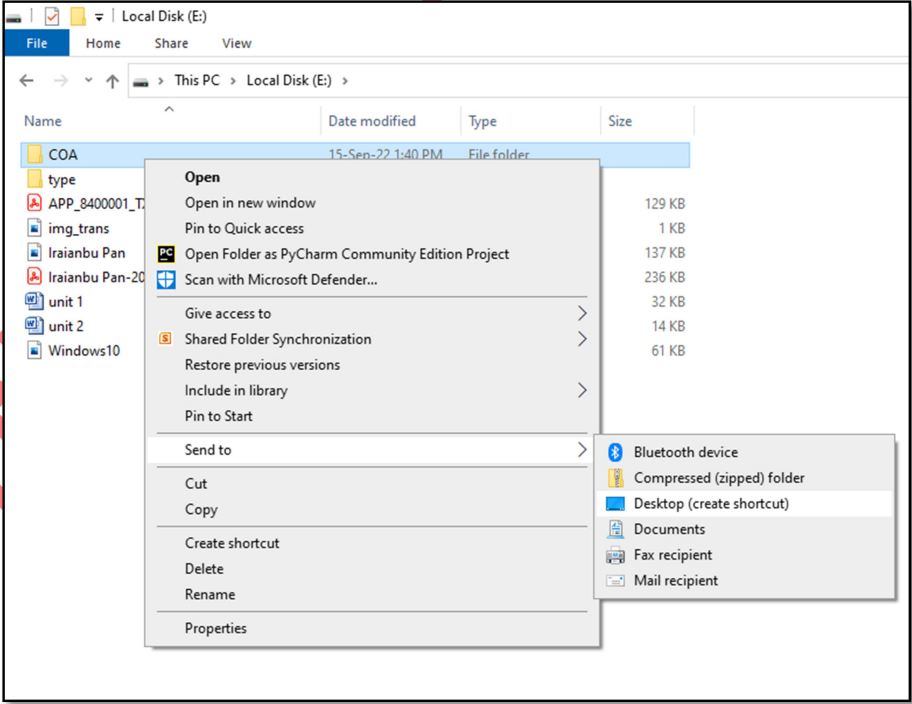 Local Disk (E:)
File Home Share View
This PC > Local Disk (E:) >
Name Date modified Type Size
COA 15-Sep-22 1:40 PM File folder
type
APP_8400001_ 129 KB
img_trans 1 KB
Iraianbu Pan 137 KB
Iraianbu Pan-20 236 KB
unit 1 32 KB
unit 2 14 KB
Windows10 61 KB
Open
Open in new window
Pin to Quick access
PC Open Folder as PyCharm Community Edition Project
Scan with Microsoft Defender...
Give access to
S Shared Folder Synchronization
Restore previous versions
Include in library
Pin to Start
Send to
Cut
Copy
Create shortcut
Delete
Rename
Properties
Bluetooth device
Compressed (zipped) folder
Desktop (create shortcut)
Documents
Fax recipient
Mail recipient